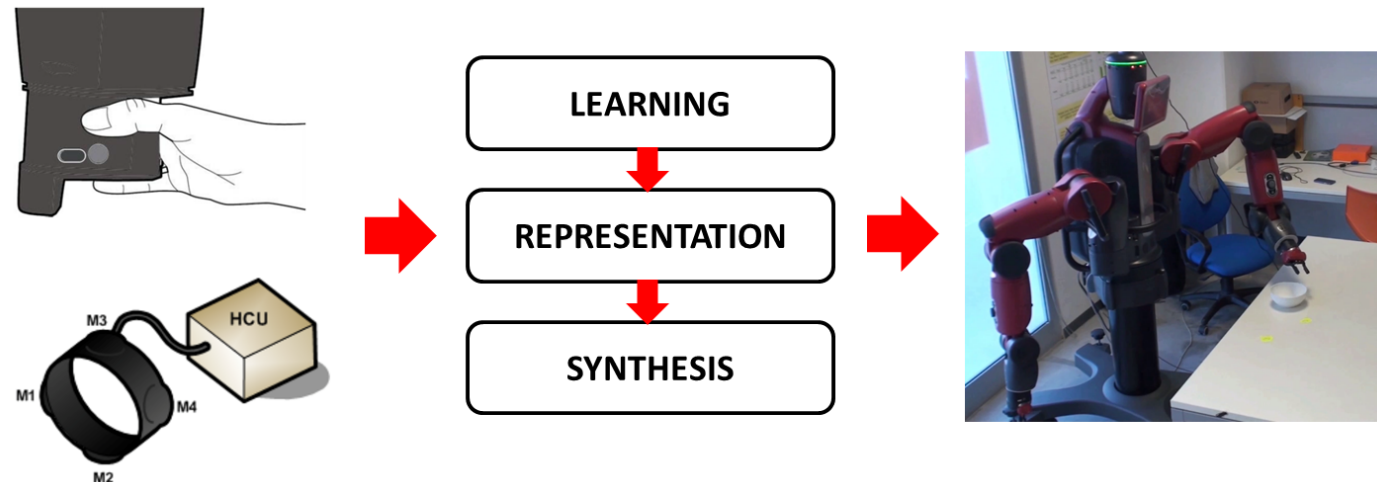 LEARNING
REPRESENTATION
SYNTHESIS
HCU
M3
M1
M4
M2